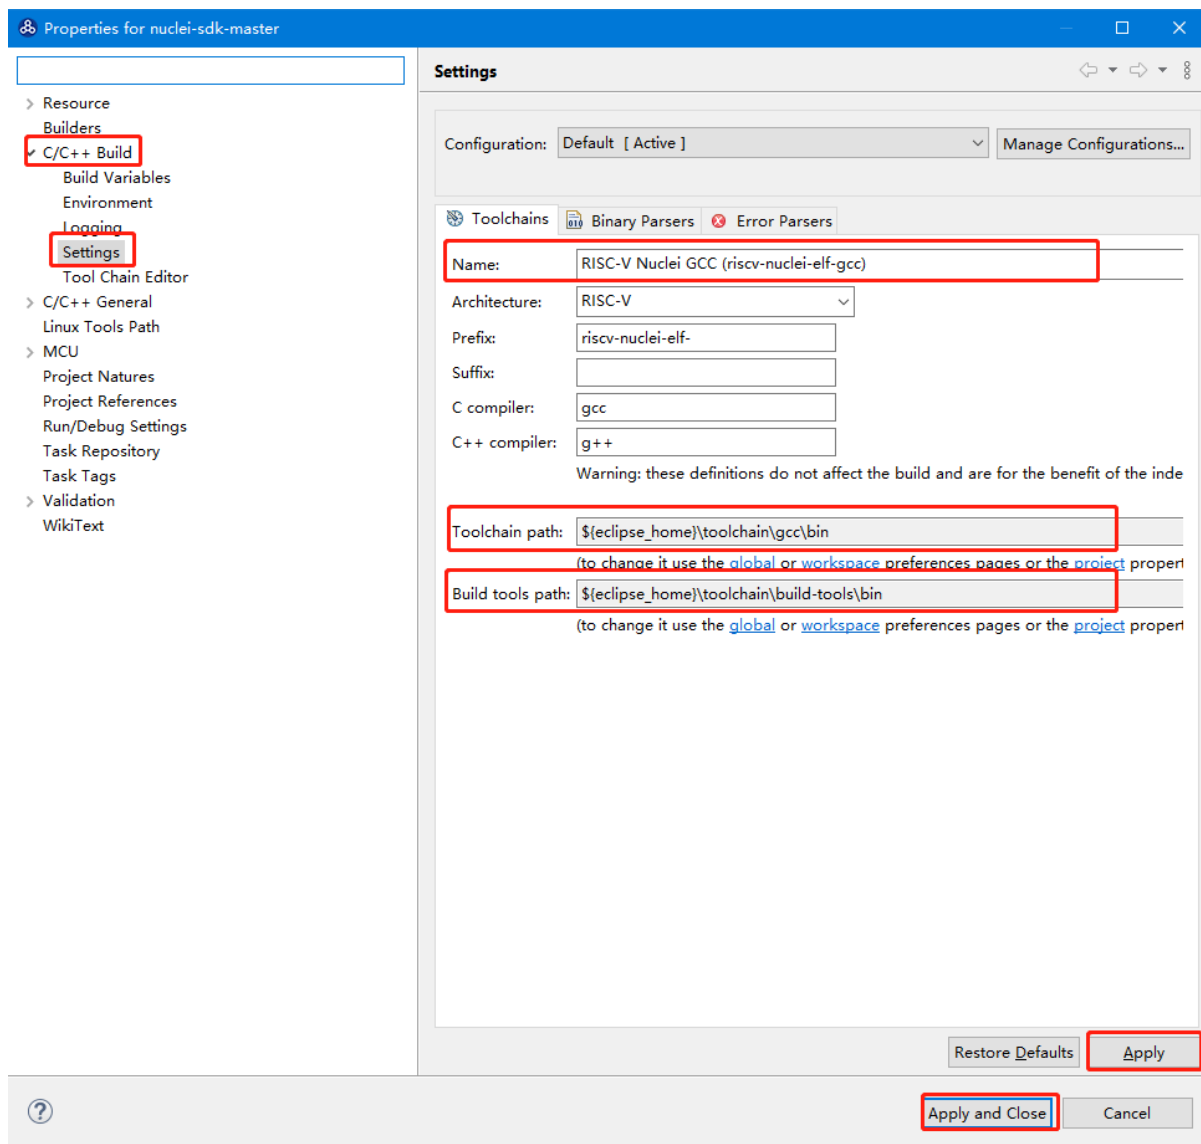 Properties for nuclei-sdk-master
Settings
Resource
Builders
C/C++ Build
Build Variables
Environment
Logging
Settings
Tool Chain Editor
C/C++ General
Linux Tools Path
MCU
Project Natures
Project References
Run/Debug Settings
Task Repository
Task Tags
Validation
WikiText
Configuration: Default [ Active ] Manage Configurations...
Toolchains Binary Parsers Error Parsers
Name: RISC-V Nuclei GCC (riscv-nuclei-elf-gcc)
Architecture: RISC-V
Prefix: riscv-nuclei-elf-
Suffix:
C compiler: gcc
C++ compiler: g++
Warning: these definitions do not affect the build and are for the benefit of the inde
Toolchain path: ${eclipse_home}\toolchain\gcc\bin
(to change it use the global or workspace preferences pages or the project propert
Build tools path: ${eclipse_home}\toolchain\build-tools\bin
(to change it use the global or workspace preferences pages or the project propert
Restore Defaults Apply
Apply and Close Cancel